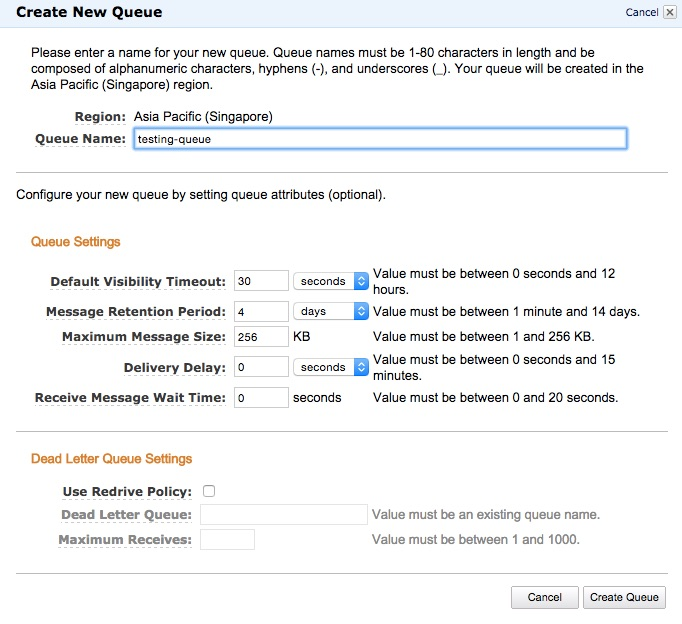 Create New Queue
Cancel
Please enter a name for your new queue. Queue names must be 1-80 characters in length and be
composed of alphanumeric characters, hyphens (-), and underscores (_). Your queue will be created in the
Asia Pacific (Singapore) region.
Region: Asia Pacific (Singapore)
Queue Name: testing-queue
Configure your new queue by setting queue attributes (optional).
Queue Settings
Default Visibility Timeout: 30 seconds Value must be between 0 seconds and 12
hours.
Message Retention Period: 4 days Value must be between 1 minute and 14 days.
Maximum Message Size: 256 KB Value must be between 1 and 256 KB.
Delivery Delay: 0 seconds Value must be between 0 seconds and 15
minutes.
Receive Message Wait Time: 0 seconds Value must be between 0 and 20 seconds.
Dead Letter Queue Settings
Use Redrive Policy:
Dead Letter Queue: Value must be an existing queue name.
Maximum Receives: Value must be between 1 and 1000.
Cancel Create Queue